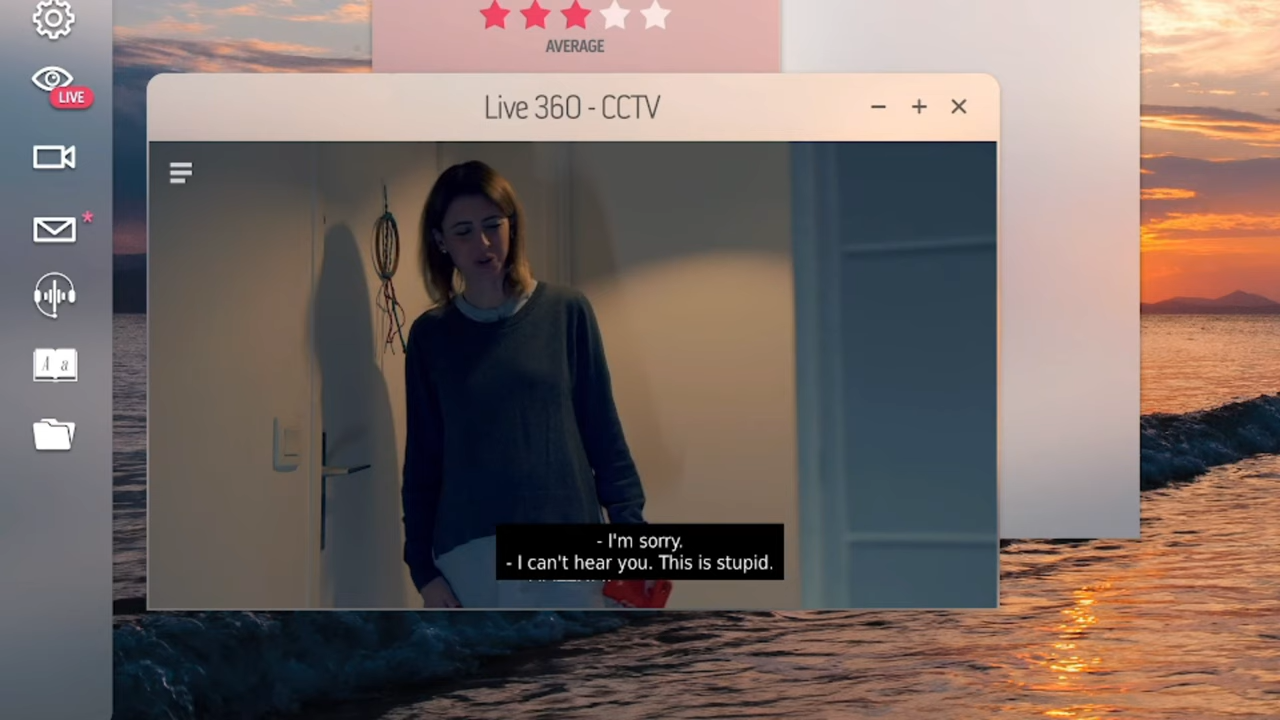 AVERAGE
LIVE
Live 360 - CCTV
A a
- I'm sorry.
- I can't hear you. This is stupid.